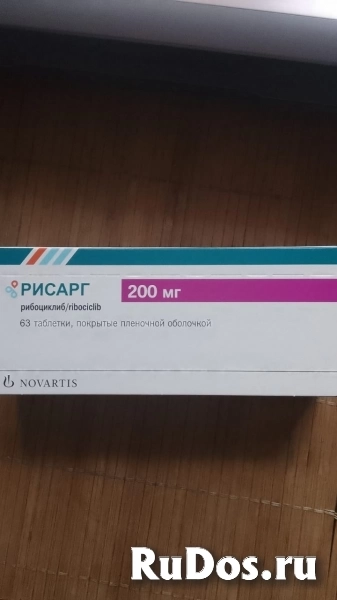 РИСАРГ
200 мг
рибоциклиб/ribociclib
63 таблетки, покрытые пленочной оболочкой
NOVARTIS
RuDos.ru